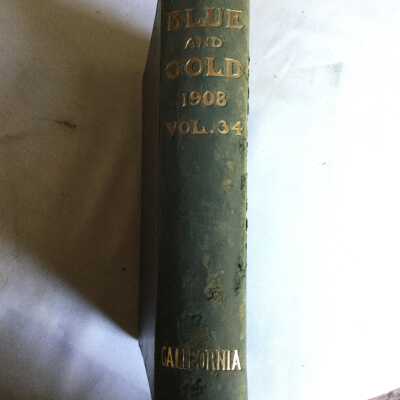 BLUE
AND
GOLD
1908
VOL. 34
CALIFORNIA